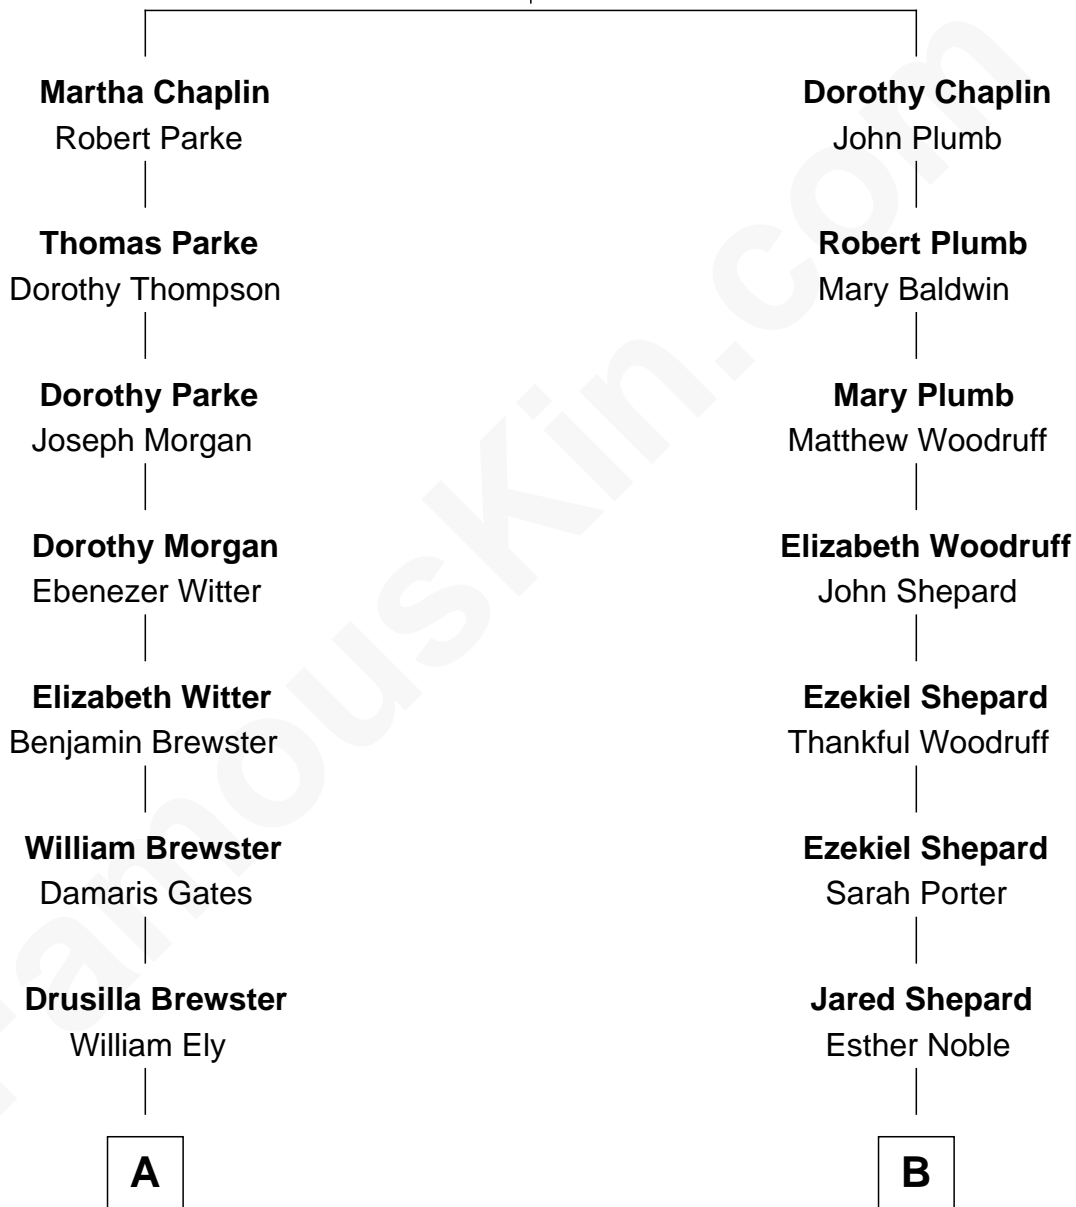 Martha Chaplin
Robert Parke
Thomas Parke
Dorothy Thompson
Dorothy Parke
Joseph Morgan
Dorothy Morgan
Ebenezer Witter
Elizabeth Witter
Benjamin Brewster
William Brewster
Damaris Gates
Drusilla Brewster
William Ely
A
Dorothy Chaplin
John Plumb
Robert Plumb
Mary Baldwin
Mary Plumb
Matthew Woodruff
Elizabeth Woodruff
John Shepard
Ezekiel Shepard
Thankful Woodruff
Ezekiel Shepard
Sarah Porter
Jared Shepard
Esther Noble
B
FamousKin.com